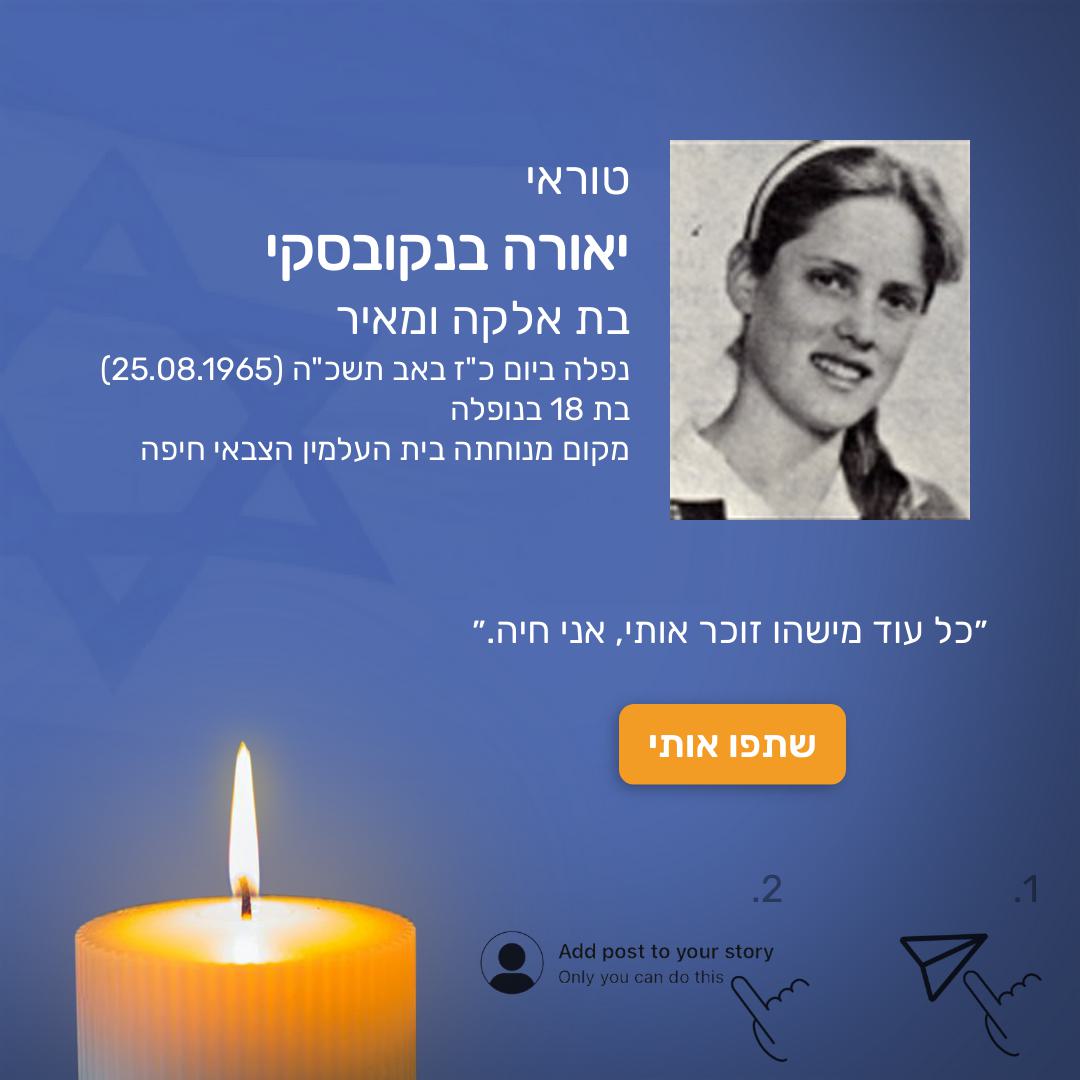 טוראי
יאורה בנקובסקי
בת אלקה ומאיר
נפלה ביום כ"ז באב תשכ"ה (25.08.1965)
בת 18 בנופלה
מקום מנוחתה בית העלמין הצבאי חיפה
״כל עוד מישהו זוכר אותי, אני חיה.״
שתפו אותי
.1
.2
Add post to your story
Only you can do this